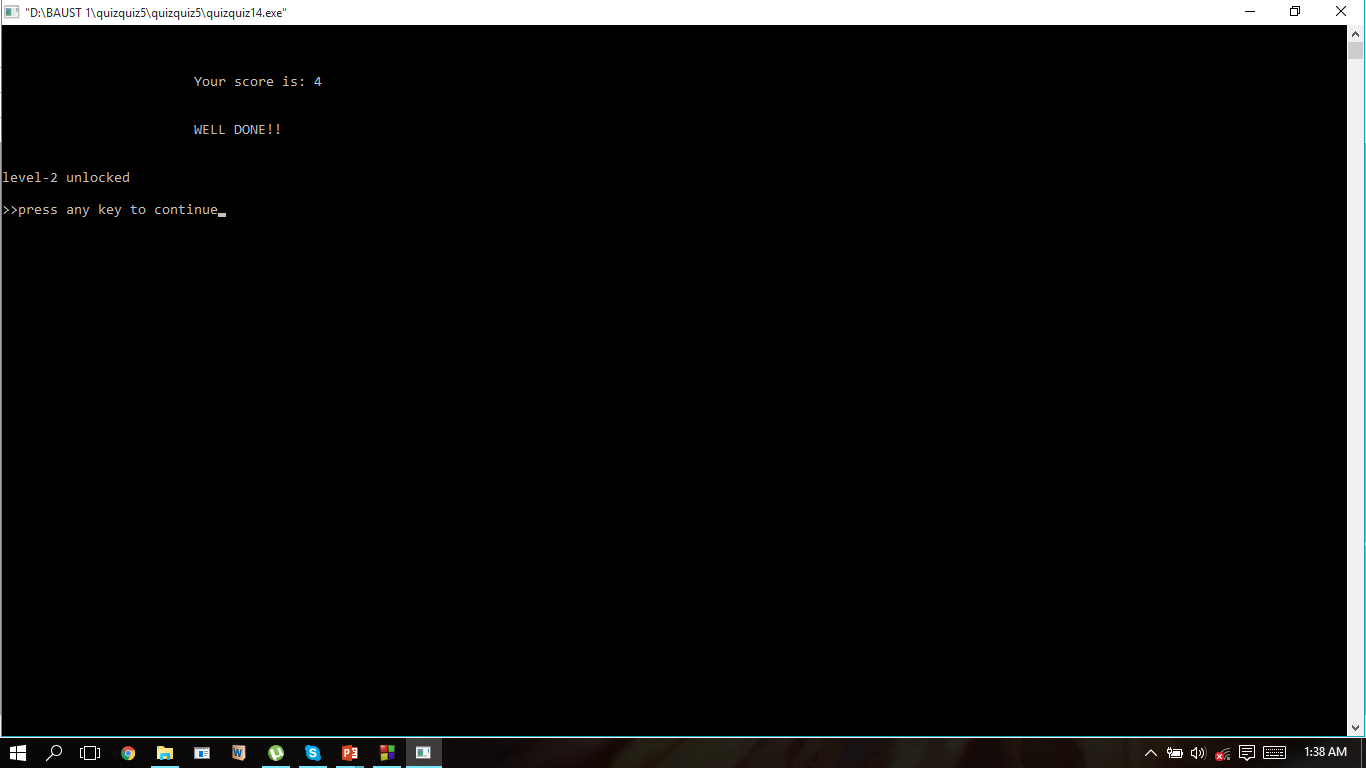 "D:\BAUST 1\quizquiz5\quizquiz5\quizquiz14.exe"
Your score is: 4
WELL DONE!!
level-2 unlocked
>>press any key to continue
1:38 AM